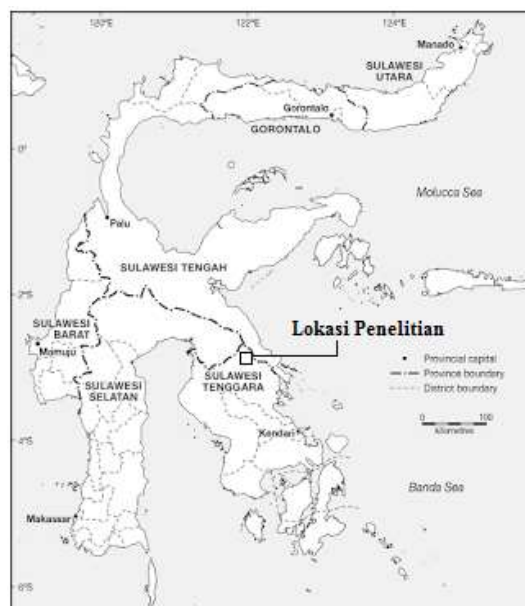 120°E
122°E
124°E
Manado
SULAWESI
UTARA
Gorontalo
GORONTALO
0°
Molucca Sea
Palu
SULAWESI TENGAH
2°S
SULAWESI
BARAT
Mamuju
Lokasi Penelitian
SULAWESI
TENGGARA
SULAWESI
SELATAN
Provincial capital
Province boundary
District boundary
0 100
kilometres
4°S
Kendari
Banda Sea
Makassar
6°S